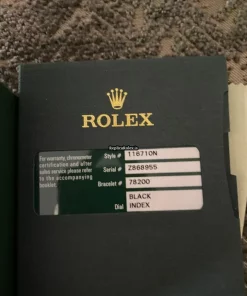 ROLEX
For warranty, chronometer
certification and after
sales service please refer
to the accompanying
booklet
Style # 116710N
Serial # Z868955
Bracelet # 78200
BLACK
Dial INDEX